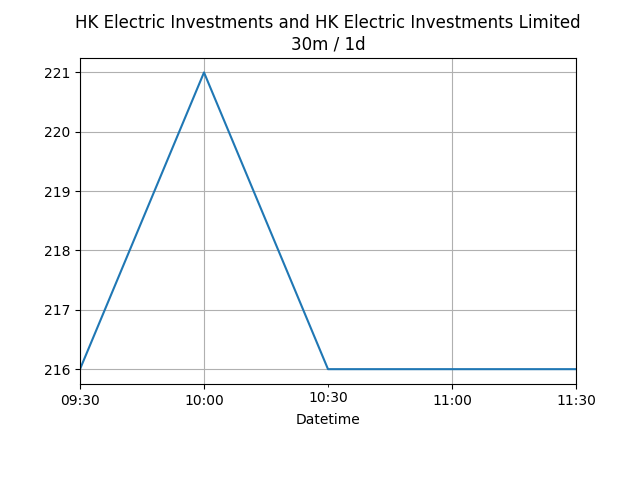 HK Electric Investments and HK Electric Investments Limited
30m / 1d
221
220
219
218
217
216
09:30 10:00 10:30 11:00 11:30
Datetime